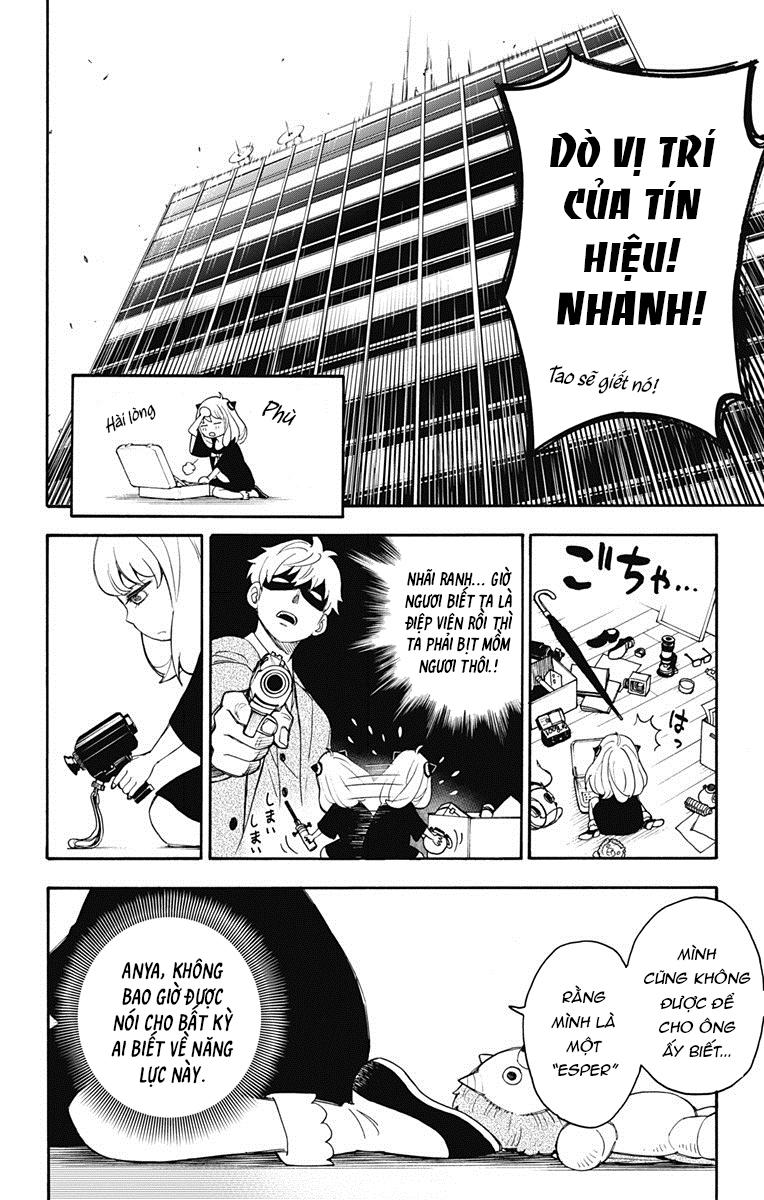 DÒ VỊ TRÍ
CỦA TÍN
HIỆU!
NHANH!
Tao sẽ giết nó!
Hài lòng
Phù
ごちゃ…
はっ
NHÃI RANH... GIỜ
NGƯƠI BIẾT TA LÀ
ĐIỆP VIÊN RỒI THÌ
TA PHẢI BỊT MỒM
NGƯƠI THÔI.!
しまい
しまい
MÌNH
CŨNG KHÔNG
ĐƯỢC ĐỂ
CHO ÔNG
ẤY BIẾT...
RẰNG
MÌNH LÀ
MỘT
"ESPER"
ANYA, KHÔNG
BAO GIỜ ĐƯỢC
NÓI CHO BẤT KỲ
AI BIẾT VỀ NĂNG
LỰC NÀY.